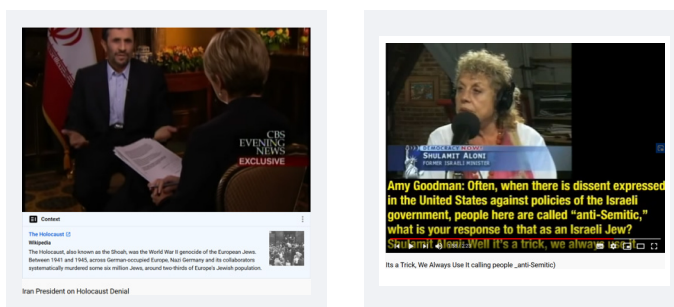 CBS
EVENING
NEWS
EXCLUSIVE
Context
The Holocaust
Wikipedia
The Holocaust, also known as the Shoah, was the World War II genocide of the European Jews.
Between 1941 and 1945, across German-occupied Europe, Nazi Germany and its collaborators
systematically murdered some six million Jews, around two-thirds of Europe's Jewish population.
Iran President on Holocaust Denial
DEMOCRACY NOW!
SHULAMIT ALONI
FORMER ISRAELI MINISTER
Amy Goodman: Often, when there is dissent expressed
in the United States against policies of the Israeli
government, people here are called “anti-Semitic,”
what is your response to that as an Israeli Jew?
Shulamit Aloni: Well it's a trick, we always use it.
Its a Trick, We Always Use It calling people _anti-Semitic)